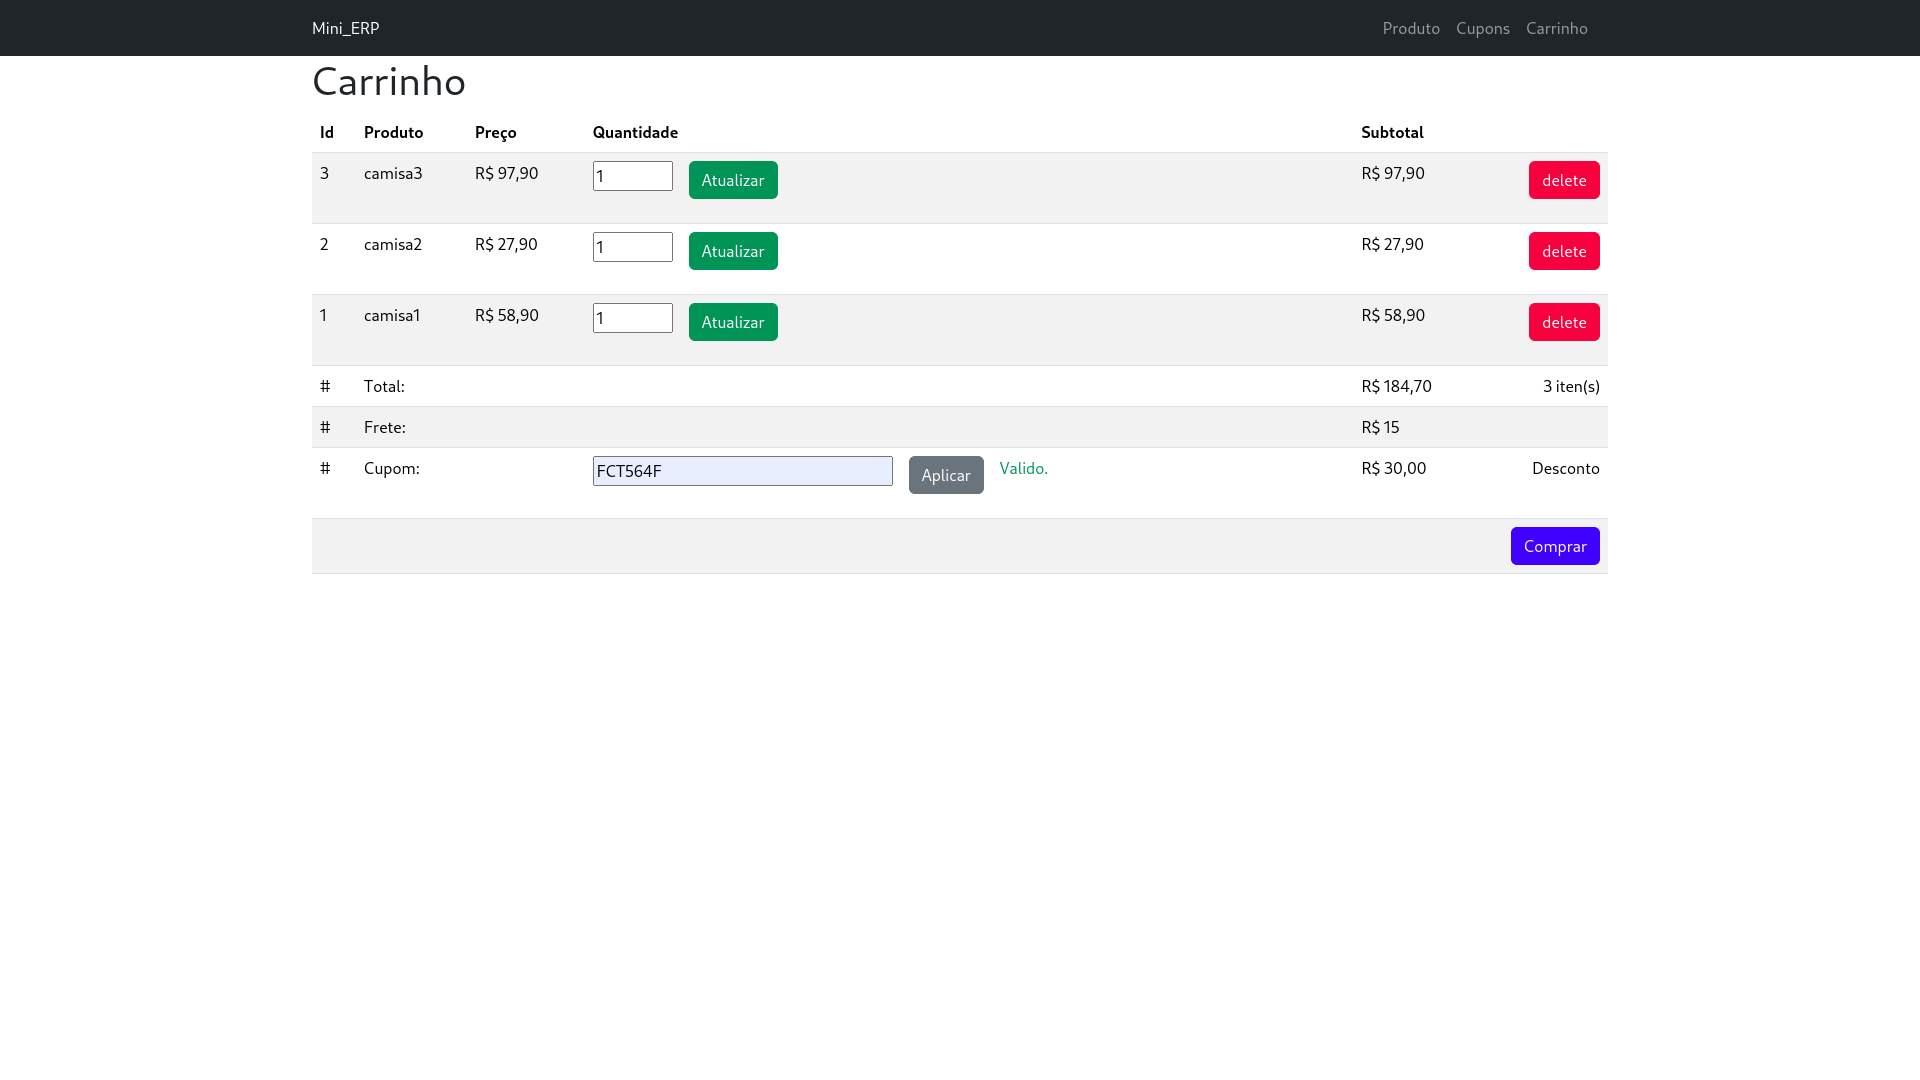 Mini_ERP Produto Cupons Carrinho
Carrinho
Id Produto Preço Quantidade Subtotal
3 camisa3 R$ 97,90 1 Atualizar R$ 97,90 delete
2 camisa2 R$ 27,90 1 Atualizar R$ 27,90 delete
1 camisa1 R$ 58,90 1 Atualizar R$ 58,90 delete
# Total: R$ 184,70 3 iten(s)
# Frete: R$ 15
# Cupom: FCT564F Aplicar Valido. R$ 30,00 Desconto
Comprar